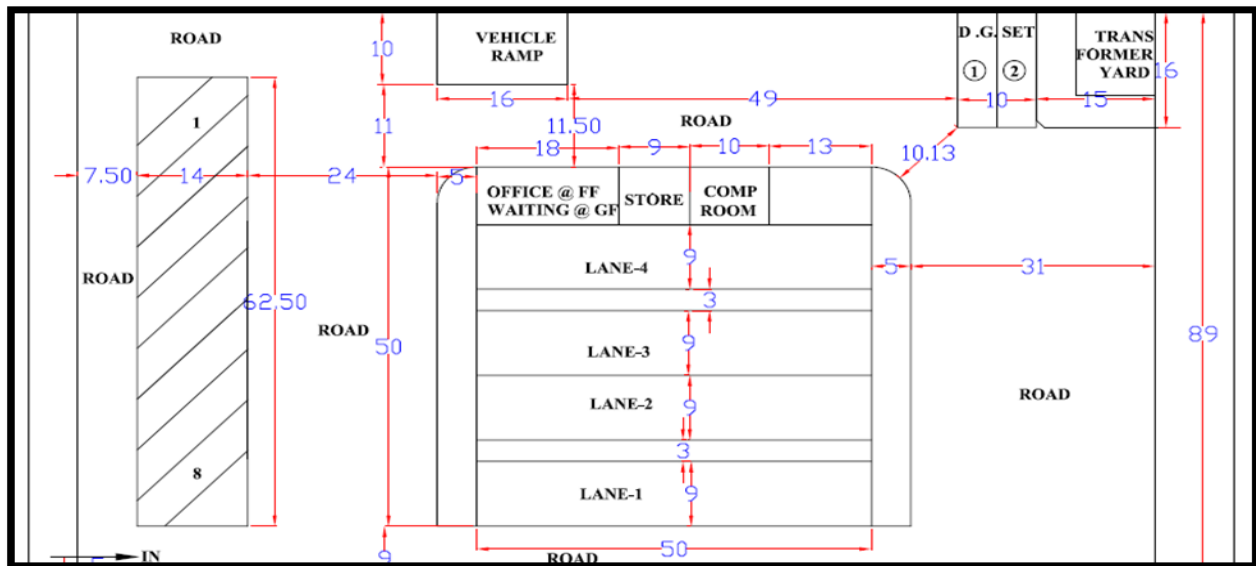 ROAD
10
VEHICLE
RAMP
D .G. SET
1 2
TRANS
FORMER
YARD
16
16
49
10
15
11
11.50
ROAD
1
18
9
10
13
10.13
7.50
14
24
5
OFFICE @ FF
WAITING @ GF
STORE
COMP
ROOM
ROAD
9
LANE-4
5
31
62,50
3
ROAD
50
LANE-3
9
89
LANE-2
9
ROAD
3
8
LANE-1
9
50
IN
9
ROAD